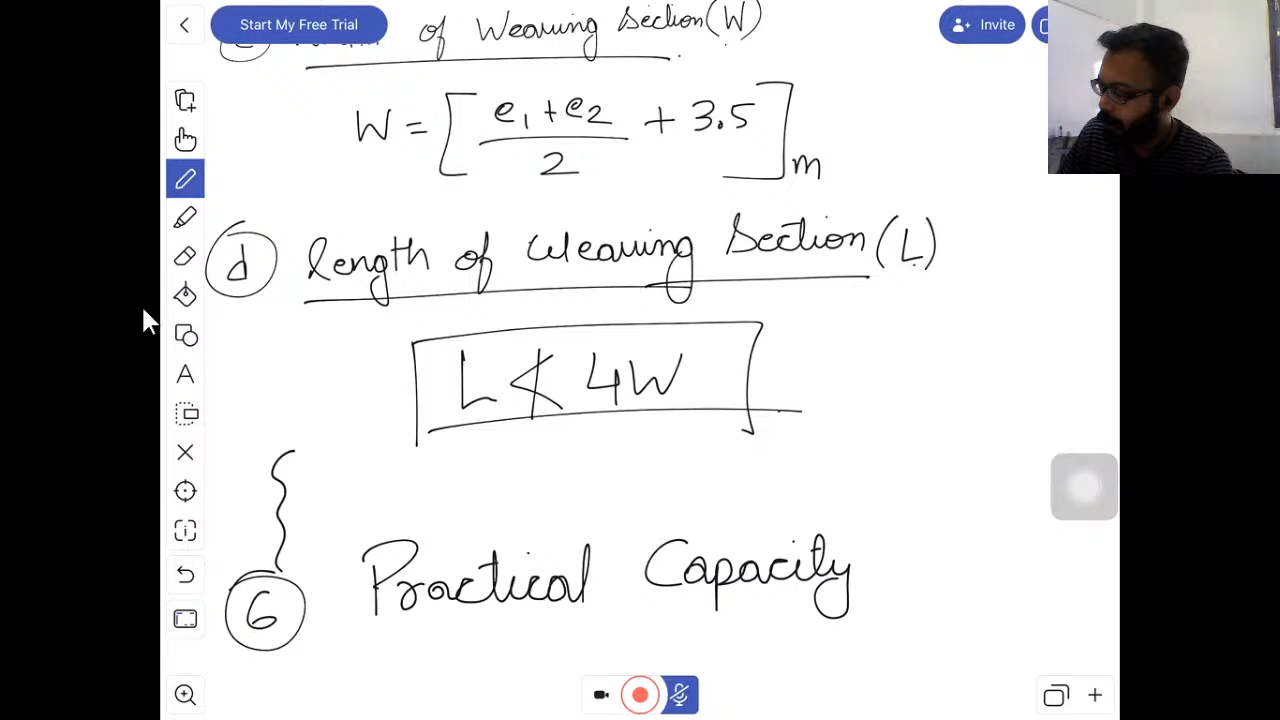 Start My Free Trial
of Weaving Section (W)
Invite
W = [ e1 + e2 / 2 + 3.5 ] m
d length of Weaving Section (L)
L ≮ 4W
6 Practical Capacity